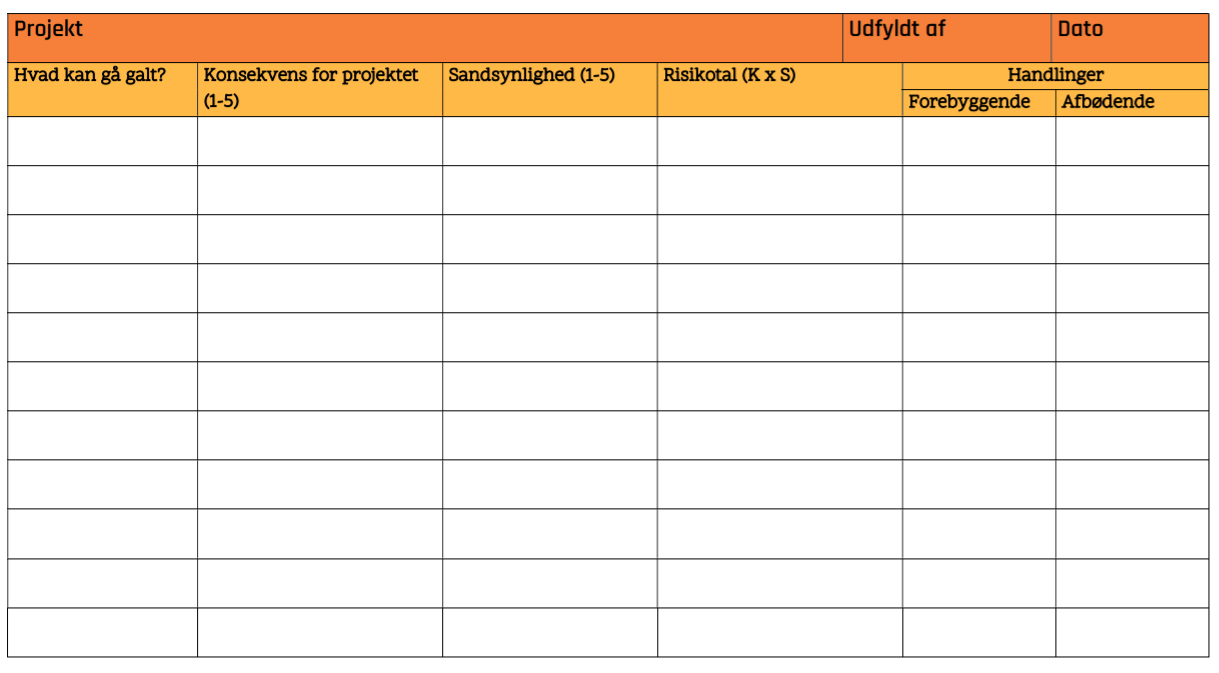 Projekt Udfyldt af Dato
Hvad kan gå galt? Konsekvens for projektet Sandsynlighed (1-5) Risikotal (K x S) Handlinger
(1-5) Forebyggende Afbødende